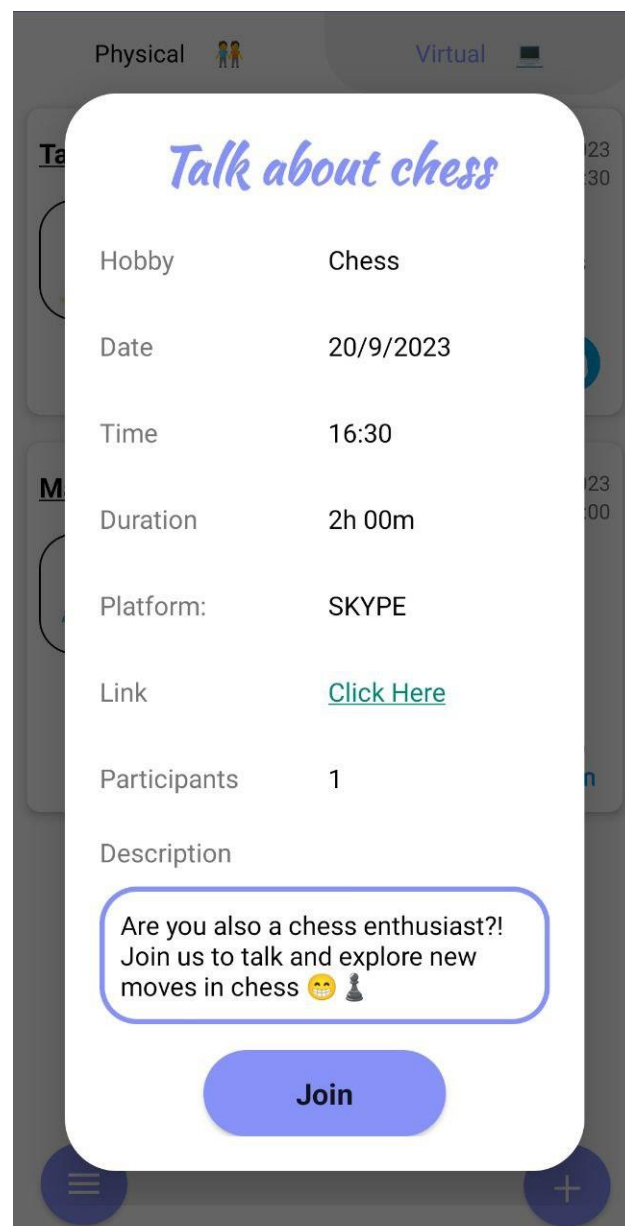 Physical 🧑‍🤝‍🧑 Virtual 💻
Talk about chess
Hobby Chess
Date 20/9/2023
Time 16:30
Duration 2h 00m
Platform: SKYPE
Link Click Here
Participants 1
Description
Are you also a chess enthusiast?!
Join us to talk and explore new
moves in chess 😁 ♟
Join